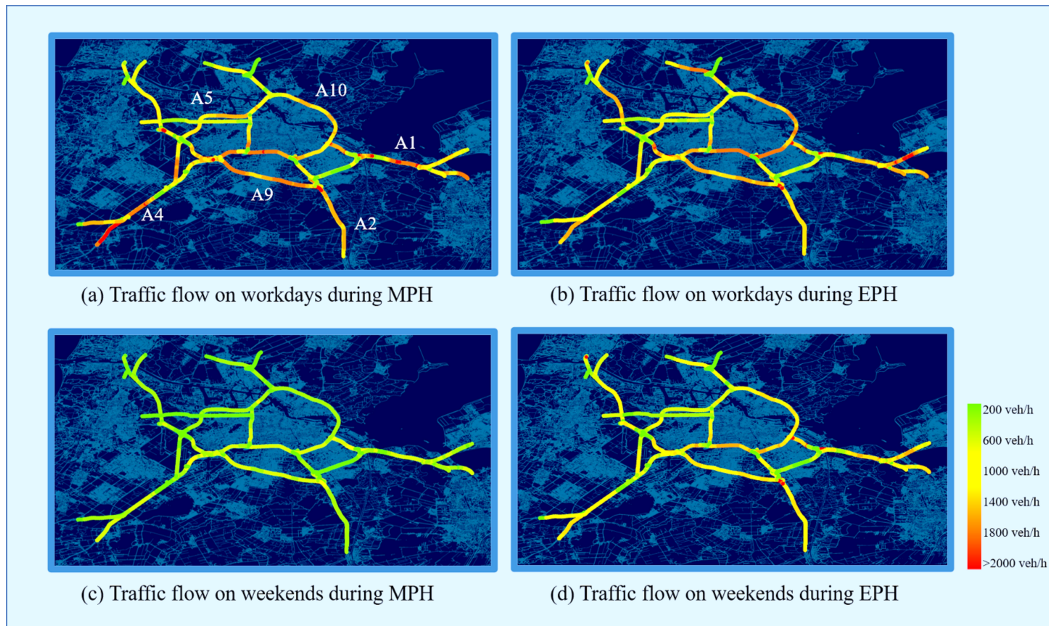 A10
A5
A1
A9
A4
A2
(a) Traffic flow on workdays during MPH
(b) Traffic flow on workdays during EPH
200 veh/h
600 veh/h
1000 veh/h
1400 veh/h
1800 veh/h
>2000 veh/h
(c) Traffic flow on weekends during MPH
(d) Traffic flow on weekends during EPH